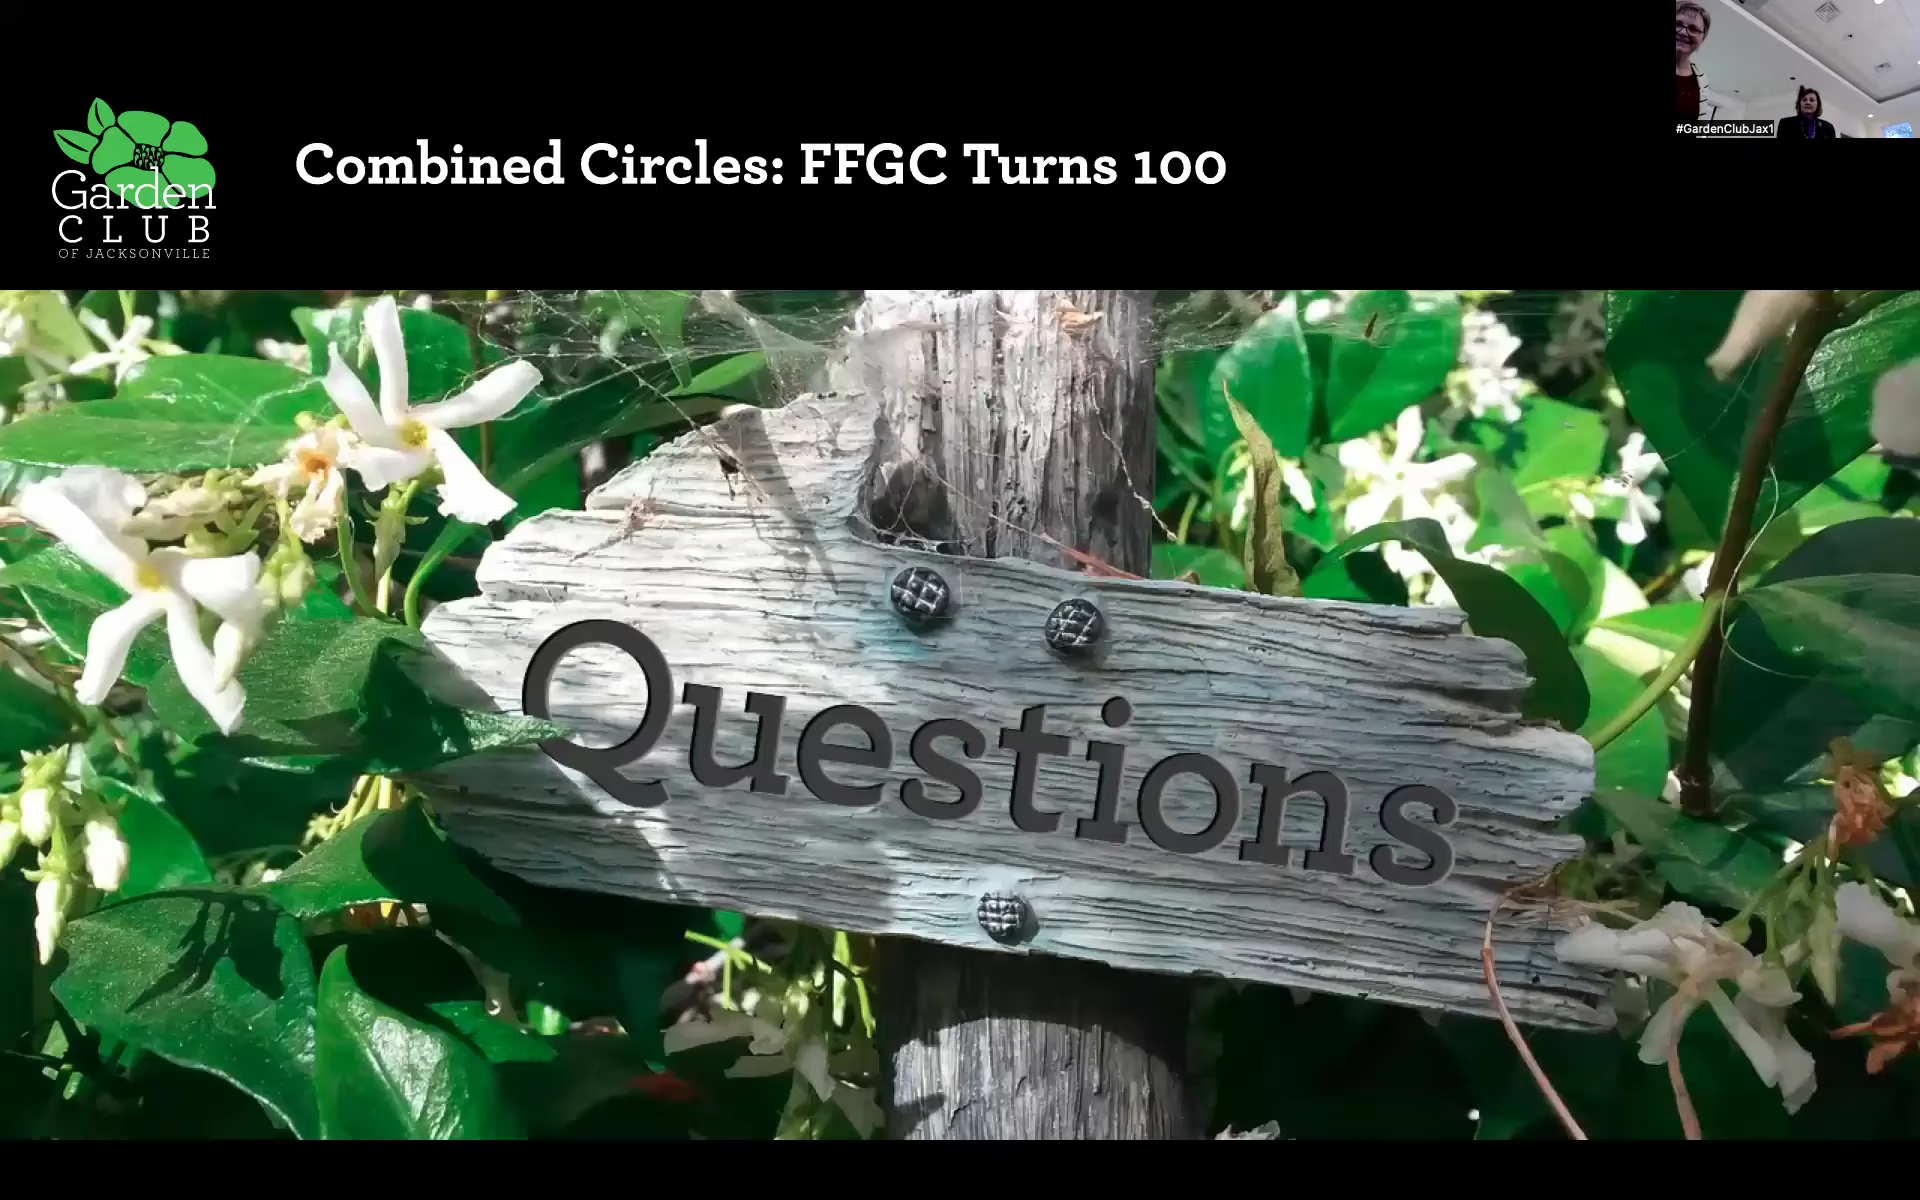 Garden
CLUB
OF JACKSONVILLE
Combined Circles: FFGC Turns 100
#GardenClubJax1
Questions